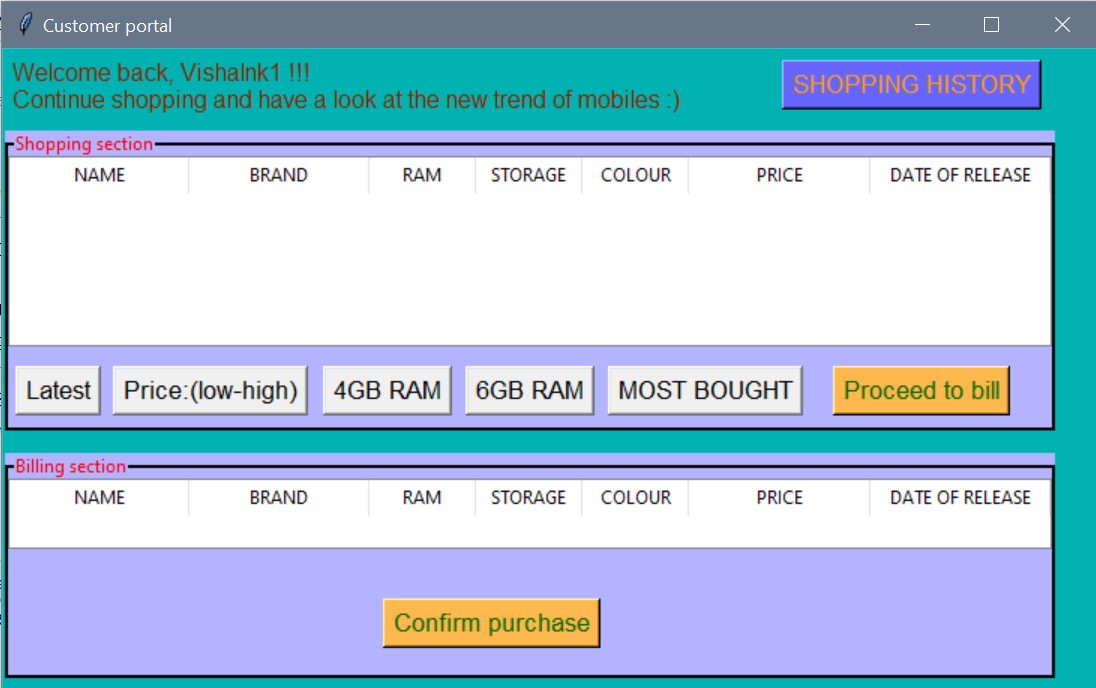 Customer portal
Welcome back, Vishalnk1 !!!
Continue shopping and have a look at the new trend of mobiles :)
SHOPPING HISTORY
Shopping section
NAME BRAND RAM STORAGE COLOUR PRICE DATE OF RELEASE
Latest Price:(low-high) 4GB RAM 6GB RAM MOST BOUGHT Proceed to bill
Billing section
NAME BRAND RAM STORAGE COLOUR PRICE DATE OF RELEASE
Confirm purchase